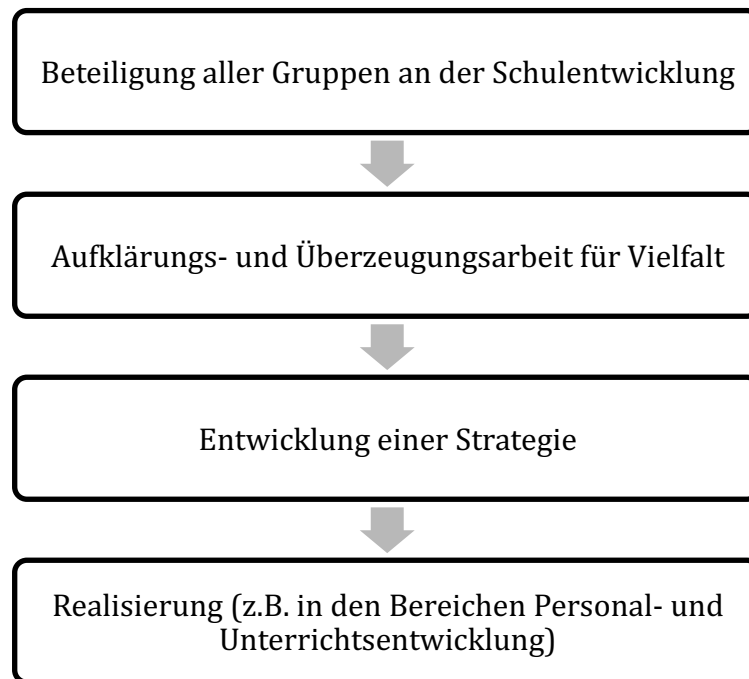 Beteiligung aller Gruppen an der Schulentwicklung
Aufklärungs- und Überzeugungsarbeit für Vielfalt
Entwicklung einer Strategie
Realisierung (z.B. in den Bereichen Personal- und
Unterrichtsentwicklung)